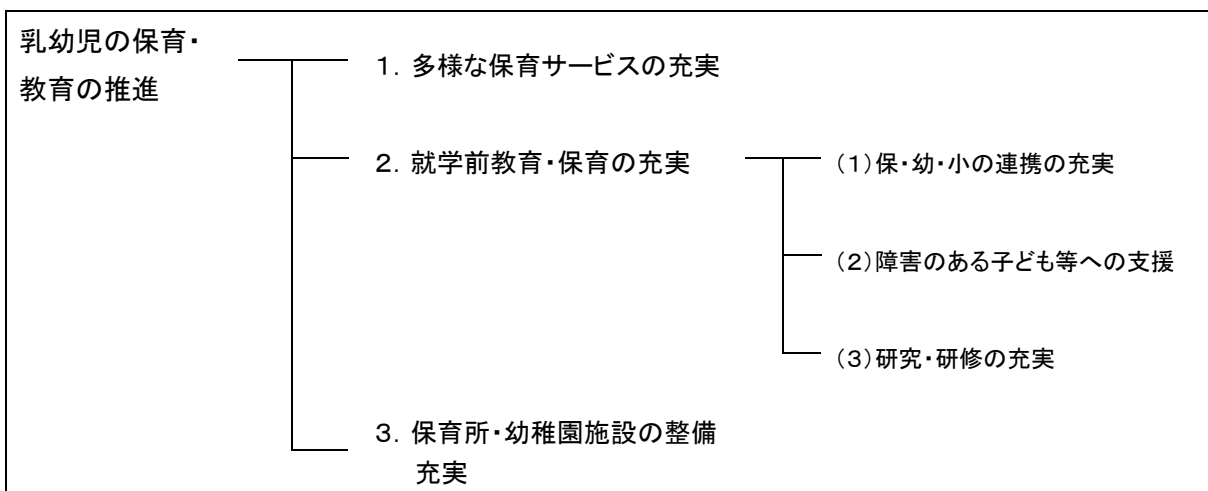 乳幼児の保育・
教育の推進
１．多様な保育サービスの充実
２．就学前教育・保育の充実
（１）保・幼・小の連携の充実
（２）障害のある子ども等への支援
（３）研究・研修の充実
３．保育所・幼稚園施設の整備
充実